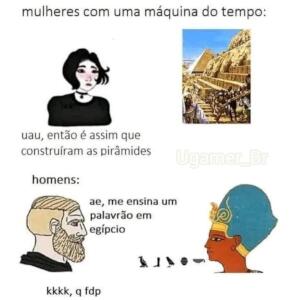 mulheres com uma máquina do tempo:
uau, então é assim que
construíram as pirâmides
Ugamer_Br
homens:
ae, me ensina um
palavrão em
egípcio
kkkk, q fdp